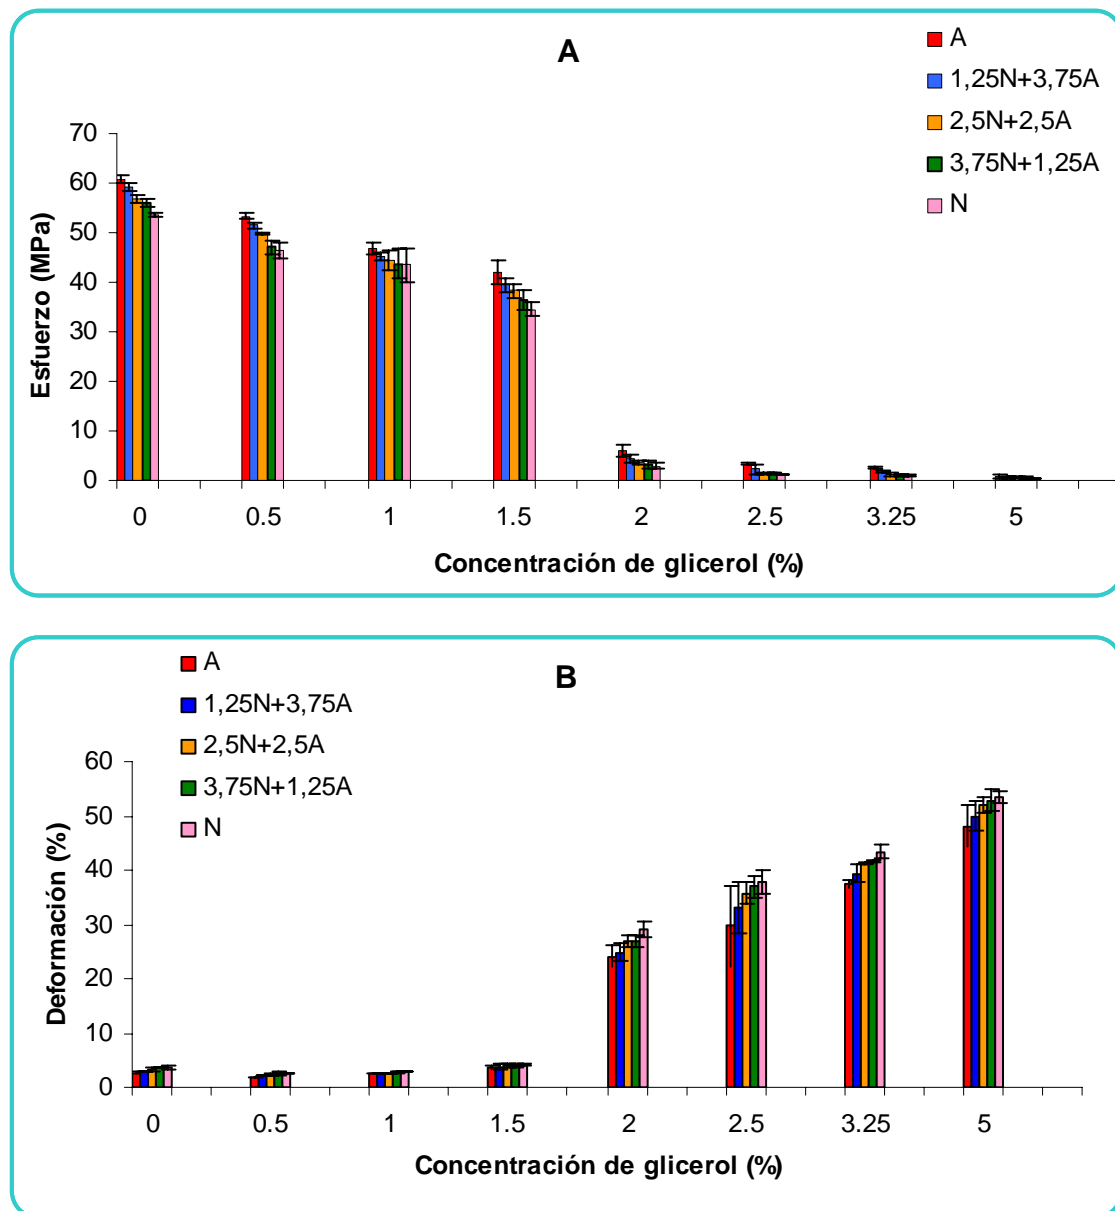 A
A
1,25N+3,75A
2,5N+2,5A
3,75N+1,25A
N
70
60
50
40
30
20
10
0
Esfuerzo (MPa)
0 0.5 1 1.5 2 2.5 3.25 5
Concentración de glicerol (%)
B
A
1,25N+3,75A
2,5N+2,5A
3,75N+1,25A
N
60
50
40
30
20
10
0
Deformación (%)
0 0.5 1 1.5 2 2.5 3.25 5
Concentración de glicerol (%)